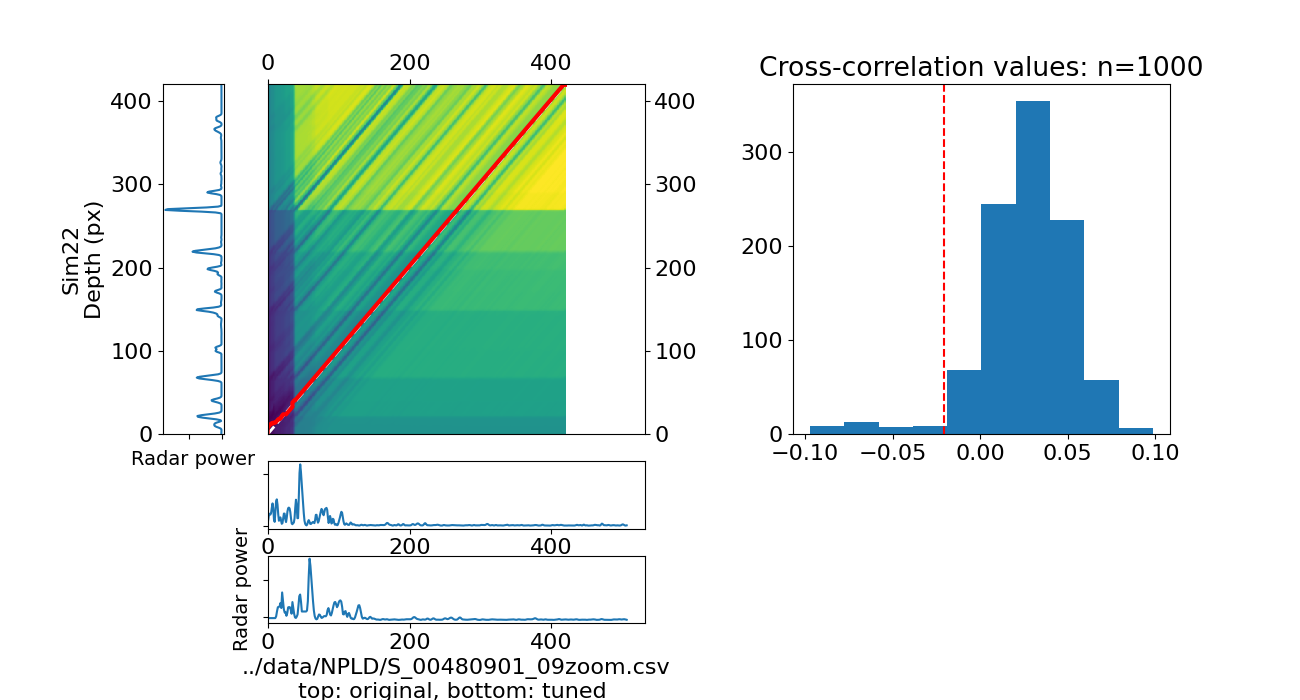 Cross-correlation values: n=1000
0 200 400
400
300
200
100
0
Sim22
Depth (px)
Radar power
400
300
200
100
0
300
200
100
0
−0.10 −0.05 0.00 0.05 0.10
0 200 400
Radar power
0 200 400
../data/NPLD/S_00480901_09zoom.csv
top: original, bottom: tuned